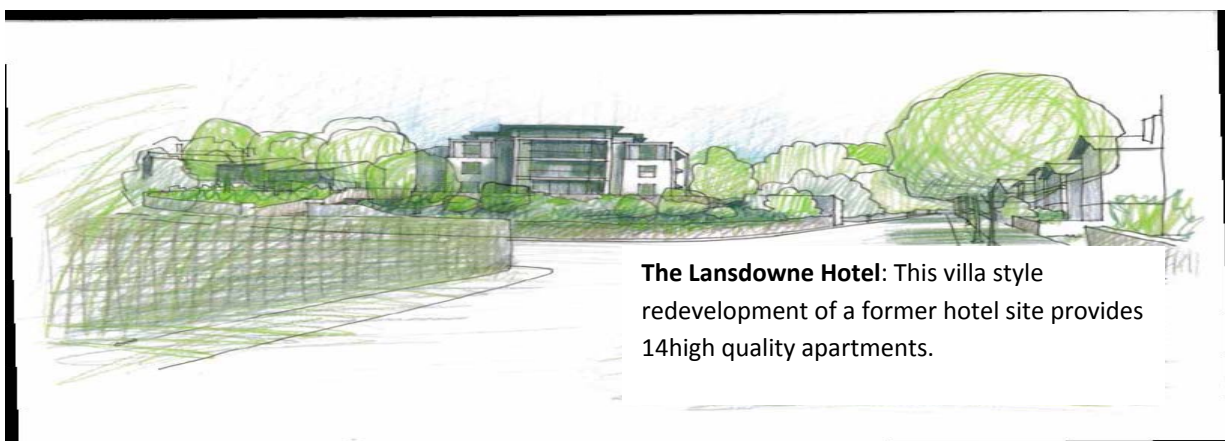 The Lansdowne Hotel: This villa style
redevelopment of a former hotel site provides
14high quality apartments.